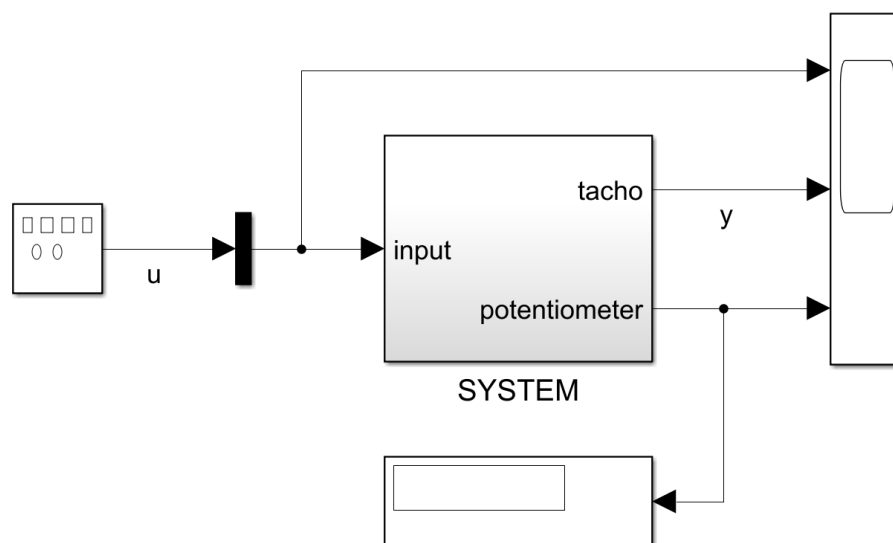 tacho
y
u
input
potentiometer
SYSTEM